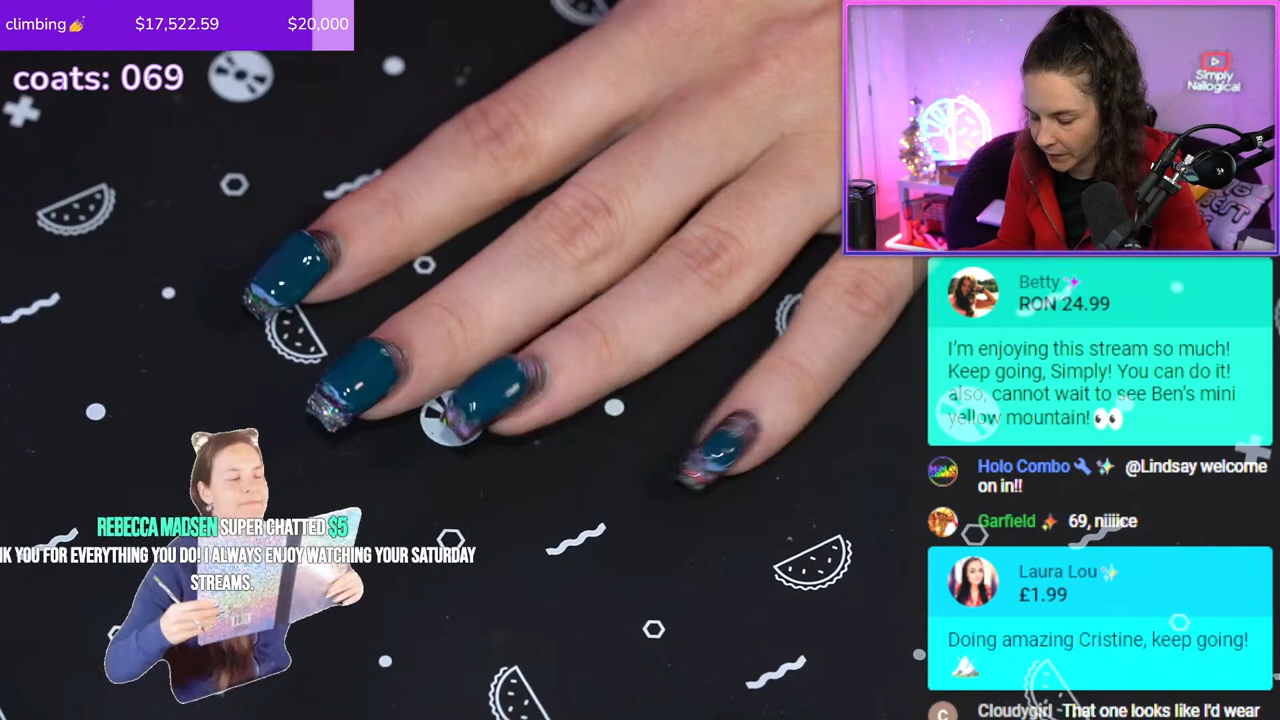 climbing💅 $17,522.59 $20,000
coats: 069
Simply
Nailogical
BEST
REBECCA MADSEN SUPER CHATTED $5
NK YOU FOR EVERYTHING YOU DO! I ALWAYS ENJOY WATCHING YOUR SATURDAY
STREAMS.
Betty✨
RON 24.99
I'm enjoying this stream so much!
Keep going, Simply! You can do it!
also, cannot wait to see Ben's mini
yellow mountain!👀
Holo Combo🔧✨ @Lindsay welcome
on in!!
Garfield✨ 69, niiiice
Laura Lou✨
£1.99
Doing amazing Cristine, keep going!
🏔️
C Cloudygirl That one looks like I'd wear